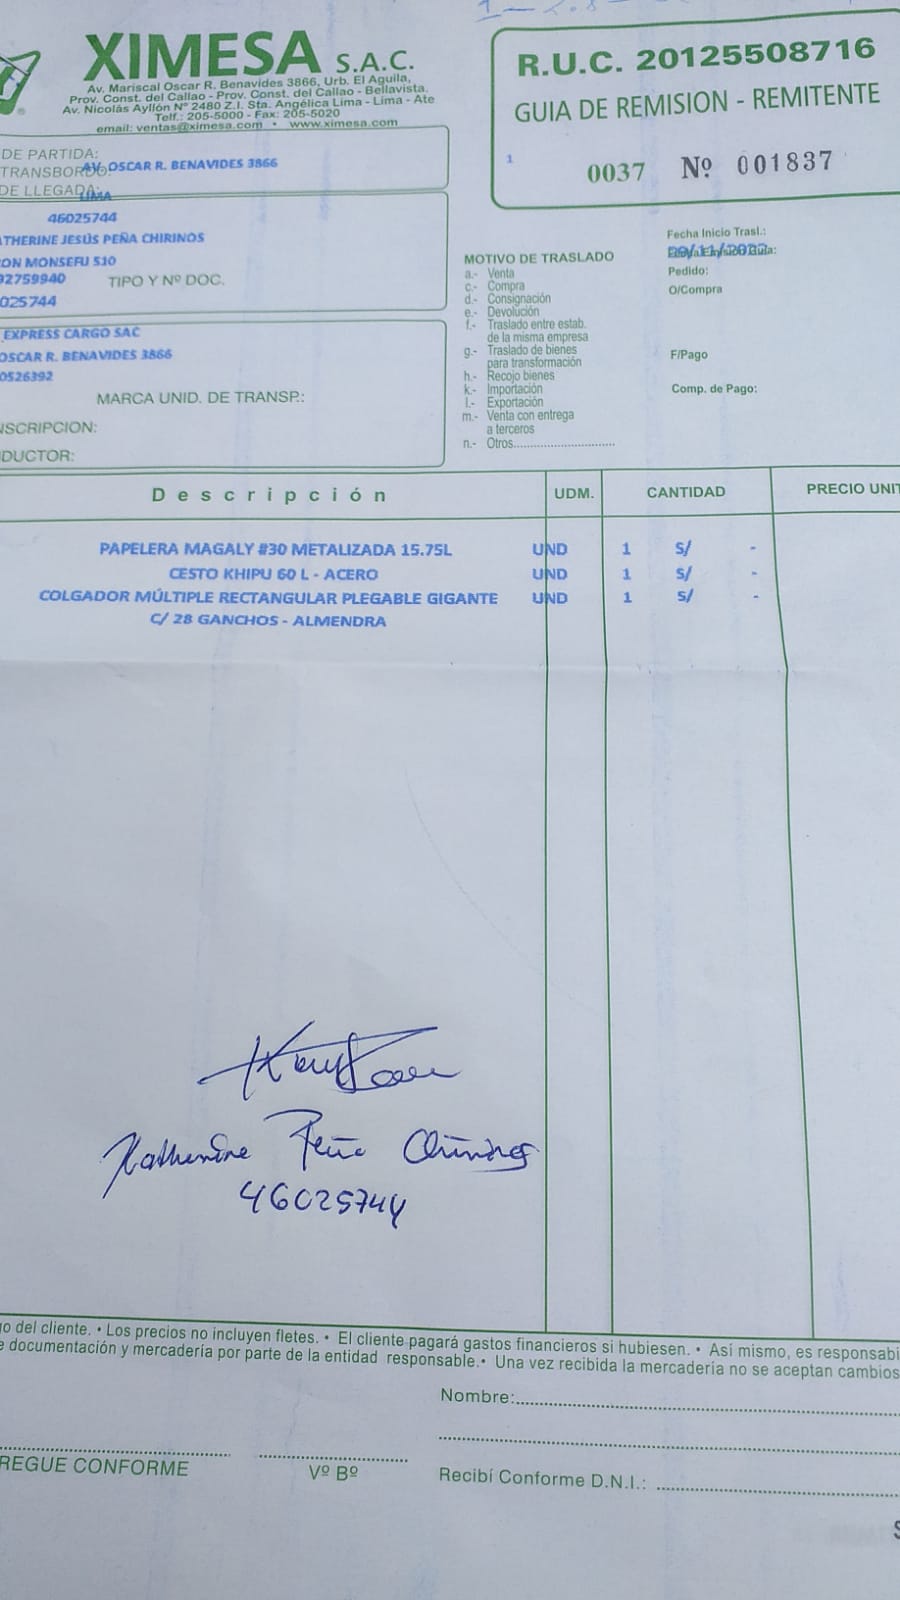 XIMESA S.A.C.
Av. Mariscal Oscar R. Benavides 3866, Urb. El Aguila,
Prov. Const. del Callao - Prov. Const. del Callao - Bellavista.
Av. Nicolás Ayllón Nº 2480 Z.I. Sta. Angélica Lima - Lima - Ate
Telf.: 205-5000 - Fax: 205-5020
email: ventas@ximesa.com • www.ximesa.com
R.U.C. 20125508716
GUIA DE REMISION - REMITENTE
1
0037 Nº 001837
DE PARTIDA:
TRANSBORDO
AV. OSCAR R. BENAVIDES 3866
DE LLEGADA:
LIMA
46025744
ATHERINE JESÚS PEÑA CHIRINOS
ON MONSEFU 510
92759940 TIPO Y Nº DOC.
025744
EXPRESS CARGO SAC
OSCAR R. BENAVIDES 3866
0526392
MARCA UNID. DE TRANSP.:
NSCRIPCION:
DUCTOR:
MOTIVO DE TRASLADO
a.- Venta
c.- Compra
d.- Consignación
e.- Devolución
f.- Traslado entre estab.
de la misma empresa
g.- Traslado de bienes
para transformación
h.- Recojo bienes
k.- Importación
l.- Exportación
m.- Venta con entrega
a terceros
n.- Otros..............................
Fecha Inicio Trasl.:
Pedido:
O/Compra
F/Pago
Comp. de Pago:
Descripción UDM. CANTIDAD PRECIO UNIT
PAPELERA MAGALY #30 METALIZADA 15.75L UND 1 S/ -
CESTO KHIPU 60 L - ACERO UND 1 S/ -
COLGADOR MÚLTIPLE RECTANGULAR PLEGABLE GIGANTE UND 1 S/ -
C/ 28 GANCHOS - ALMENDRA
Katherine Peña Chirinos
46025744
go del cliente. • Los precios no incluyen fletes. • El cliente pagará gastos financieros si hubiesen. • Asi mismo, es responsabi
e documentación y mercadería por parte de la entidad responsable. • Una vez recibida la mercadería no se aceptan cambios
Nombre:
REGUE CONFORME
Vº Bº
Recibí Conforme D.N.I.: